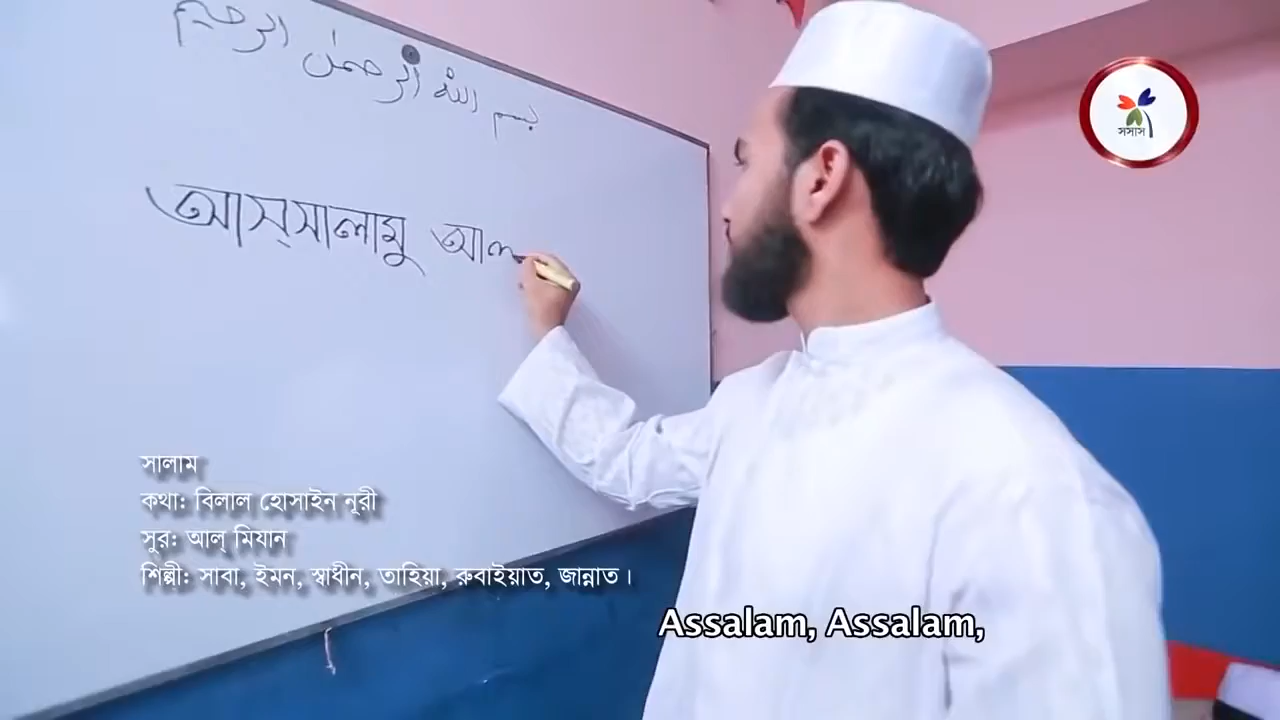 بسم الله الرحمن الرحيم
আস্সালামু আল
সসাস
সালাম
কথা: বিলাল হোসাইন নূরী
সুর: আল্ মিযান
শিল্পী: সাবা, ইমন, স্বাধীন, তাহিয়া, রুবাইয়াত, জান্নাত।
Assalam, Assalam,